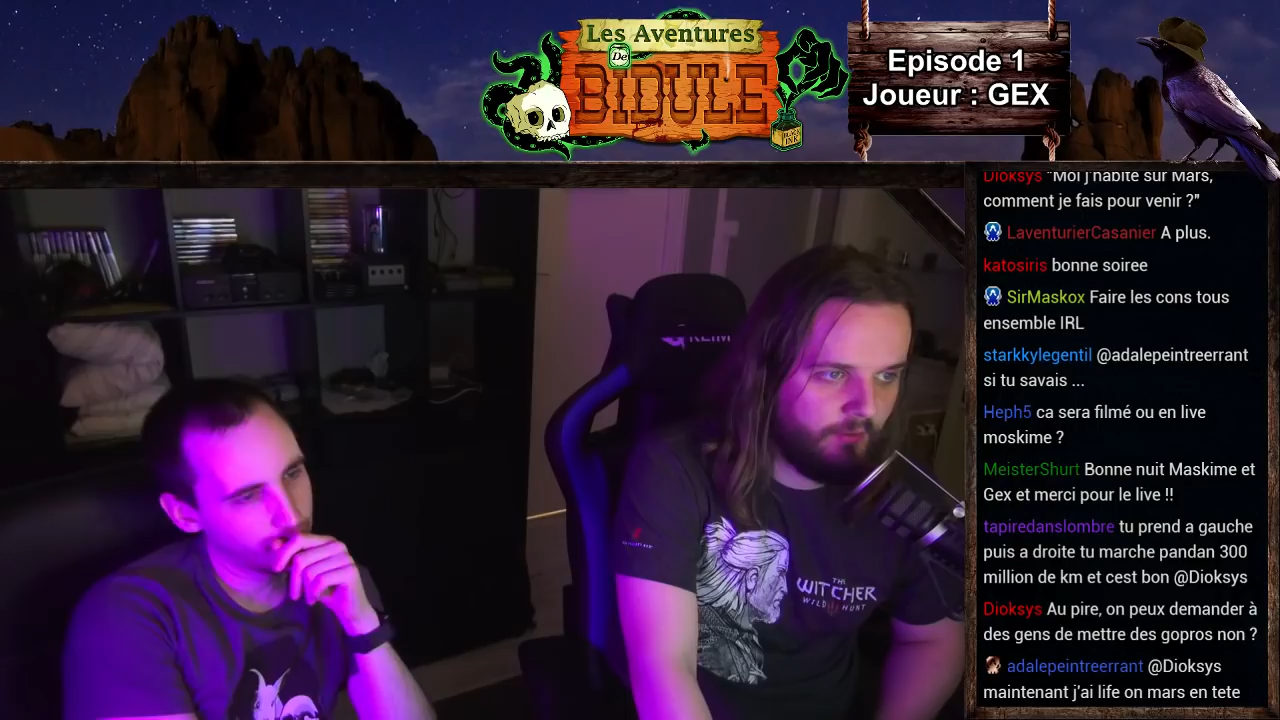 Les Aventures
De
BIDULE
BLACK
INK
Episode 1
Joueur : GEX
Dioksys "Moi j'habite sur Mars,
comment je fais pour venir ?"
LaventurierCasanier A plus.
katosiris bonne soiree
SirMaskox Faire les cons tous
ensemble IRL
starkkylegentil @adalepeintreerrant
si tu savais ...
Heph5 ca sera filmé ou en live
moskime ?
MeisterShurt Bonne nuit Maskime et
Gex et merci pour le live !!
tapiredanslombre tu prend a gauche
puis a droite tu marche pandan 300
million de km et cest bon @Dioksys
Dioksys Au pire, on peux demander à
des gens de mettre des gopros non ?
adalepeintreerrant @Dioksys
maintenant j'ai life on mars en tete
THE
WITCHER
WILD HUNT